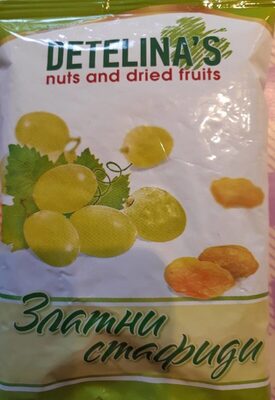 DETELINA'S
nuts and dried fruits
Златни
стафиди